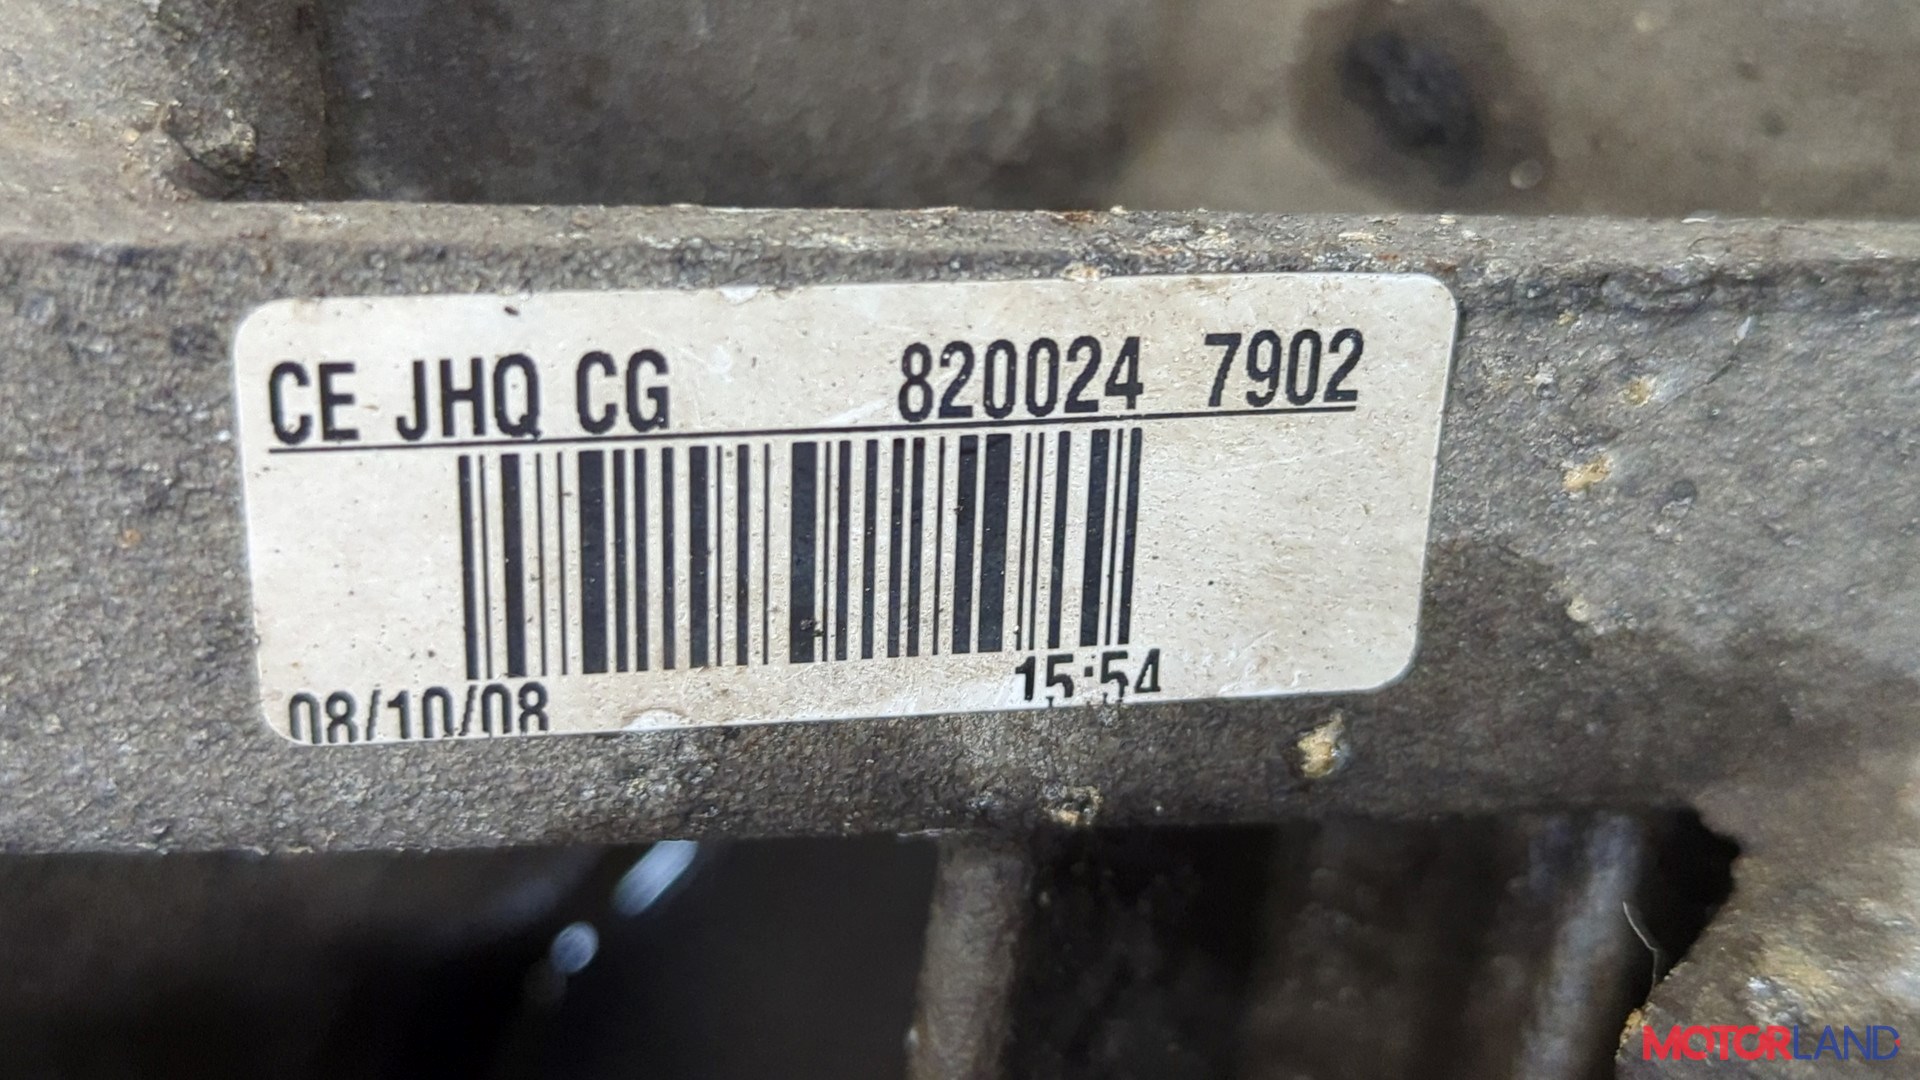 CE JHQ CG 820024 7902
08/10/08 15:54
MOTORLAND